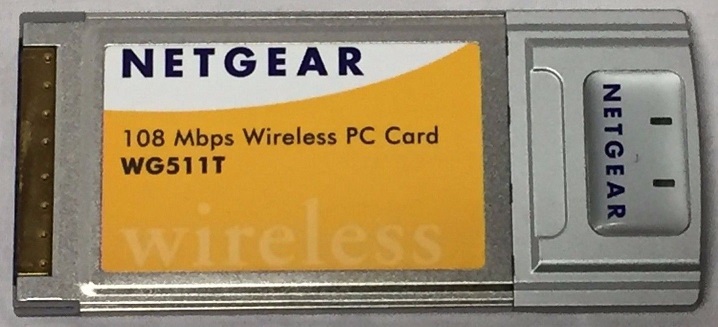 NETGEAR
108 Mbps Wireless PC Card
WG511T
wireless
NETGEAR